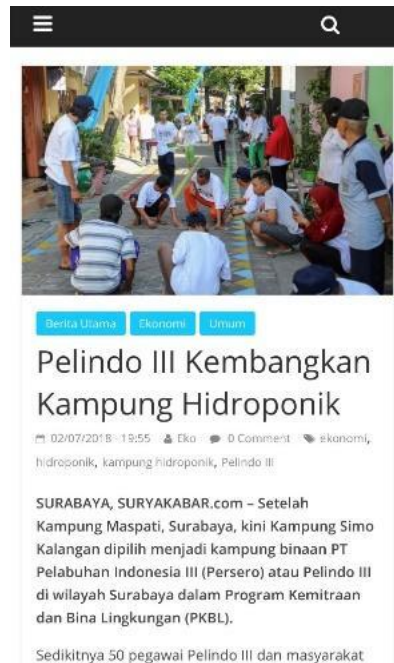 Berita Utama Ekonomi Umum
Pelindo III Kembangkan
Kampung Hidroponik
02/07/2018 - 19:55 Eko 0 Comment ekonomi,
hidroponik, kampung hidroponik, Pelindo III
SURABAYA, SURYAKABAR.com – Setelah
Kampung Maspati, Surabaya, kini Kampung Simo
Kalangan dipilih menjadi kampung binaan PT
Pelabuhan Indonesia III (Persero) atau Pelindo III
di wilayah Surabaya dalam Program Kemitraan
dan Bina Lingkungan (PKBL).
Sedikitnya 50 pegawai Pelindo III dan masyarakat